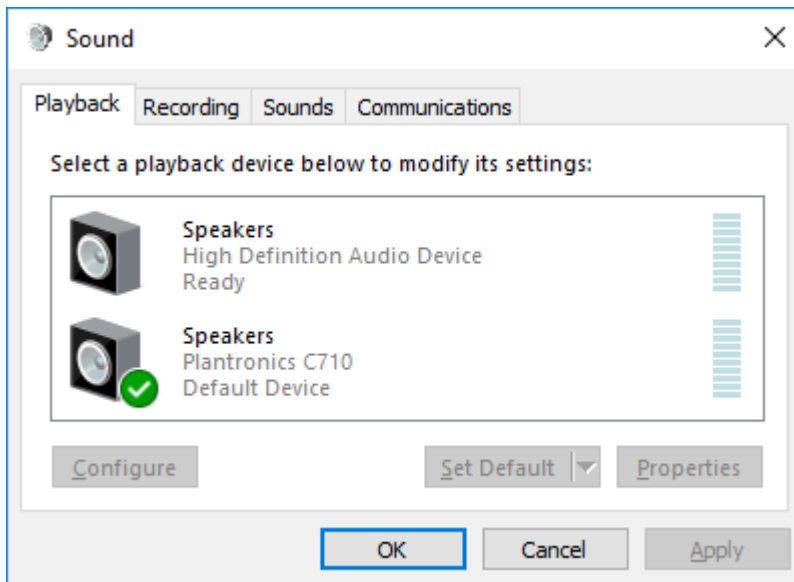 Sound
Playback Recording Sounds Communications
Select a playback device below to modify its settings:
Speakers
High Definition Audio Device
Ready
Speakers
Plantronics C710
Default Device
Configure Set Default Properties
OK Cancel Apply